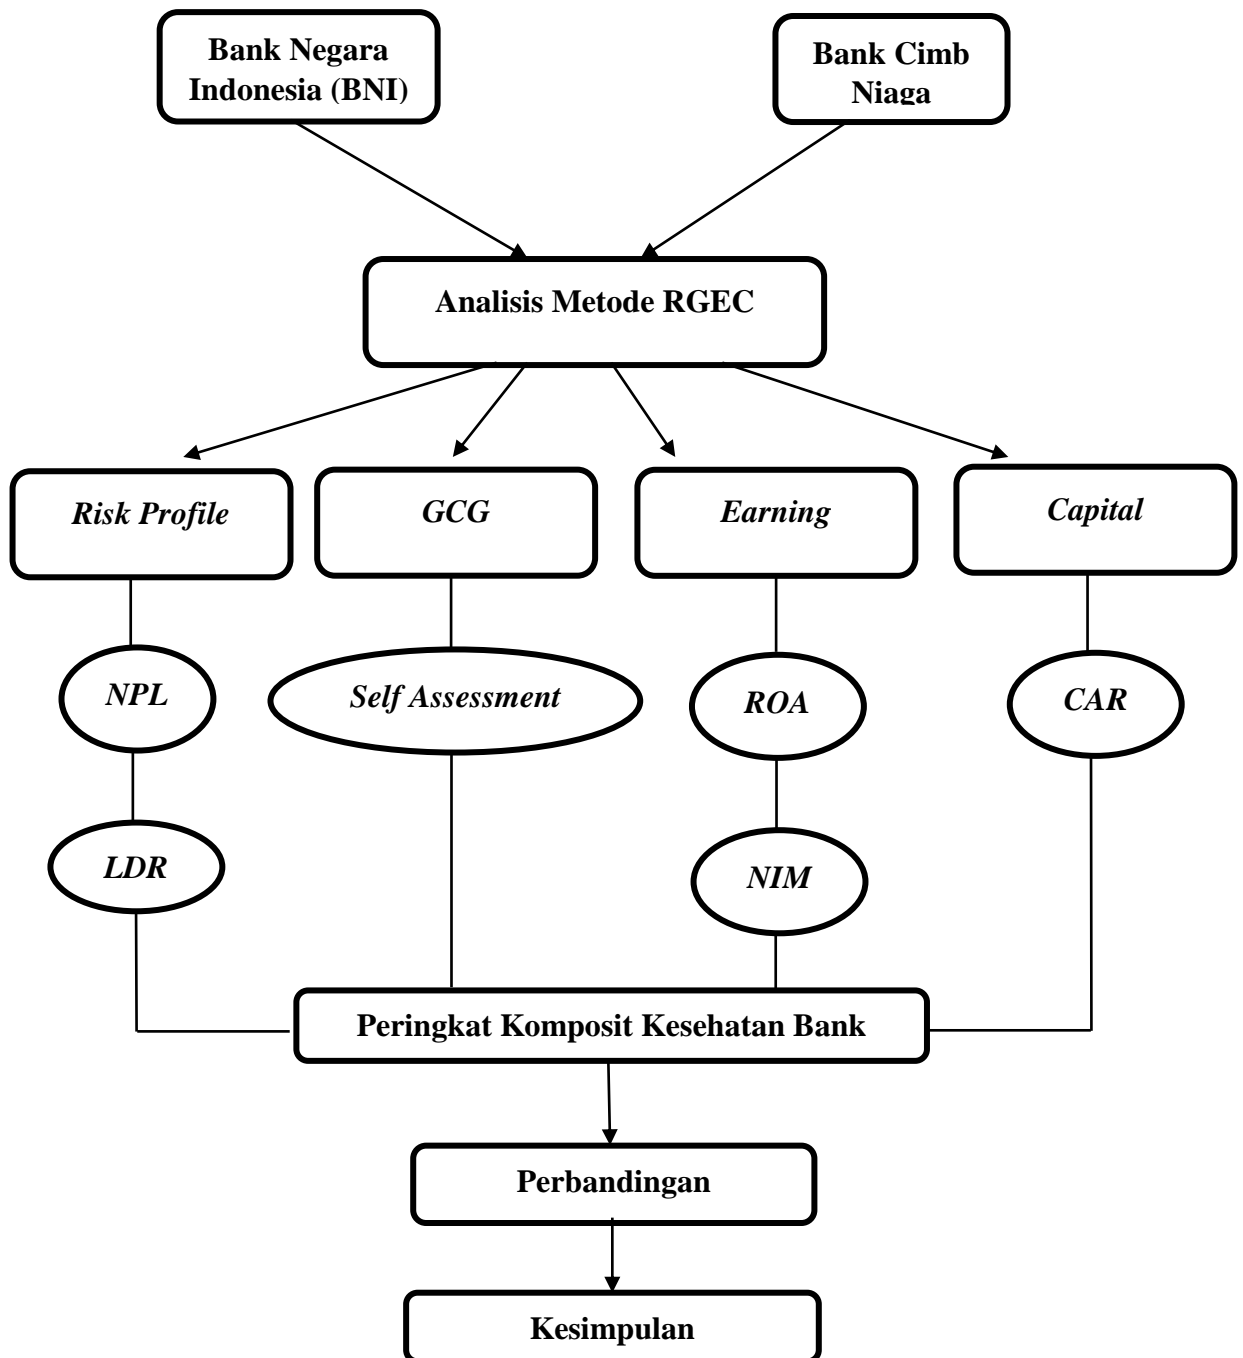 Bank Negara
Indonesia (BNI)
Bank Cimb
Niaga
Analisis Metode RGEC
Risk Profile
GCG
Earning
Capital
NPL
Self Assessment
ROA
CAR
LDR
NIM
Peringkat Komposit Kesehatan Bank
Perbandingan
Kesimpulan